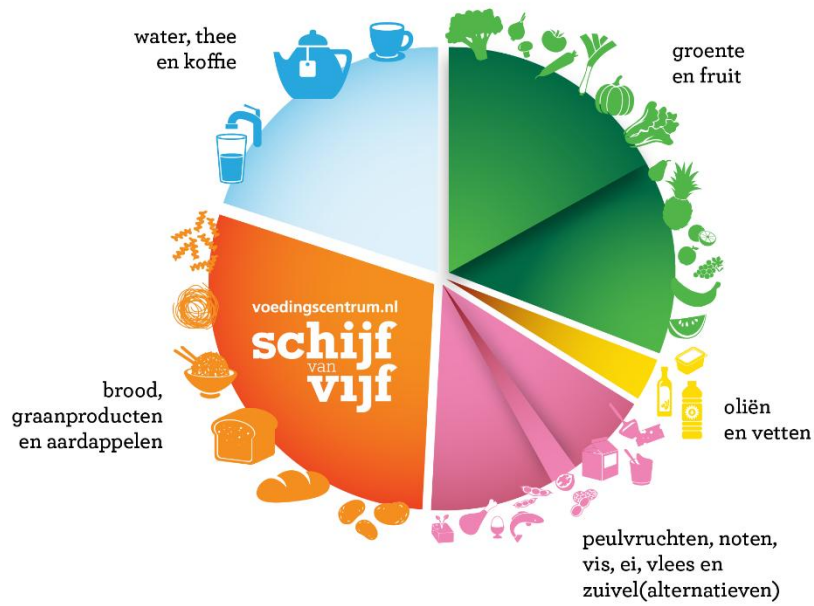 water, thee
en koffie
groente
en fruit
voedingscentrum.nl
schijf
van
vijf
brood,
graanproducten
en aardappelen
oliën
en vetten
peulvruchten, noten,
vis, ei, vlees en
zuivel(alternatieven)